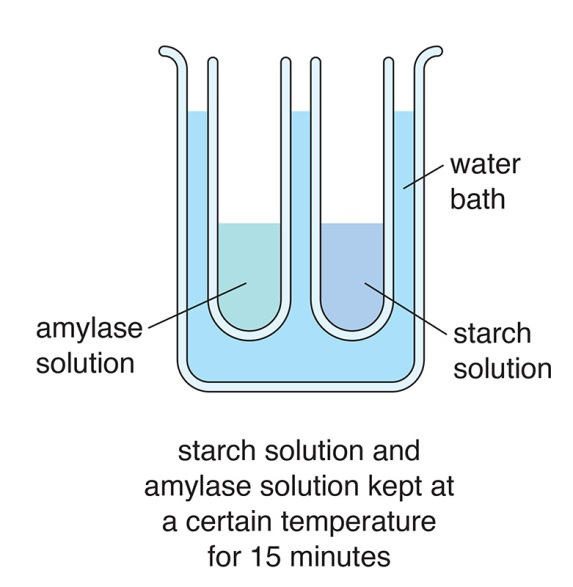 water
bath
amylase
solution
starch
solution
starch solution and
amylase solution kept at
a certain temperature
for 15 minutes